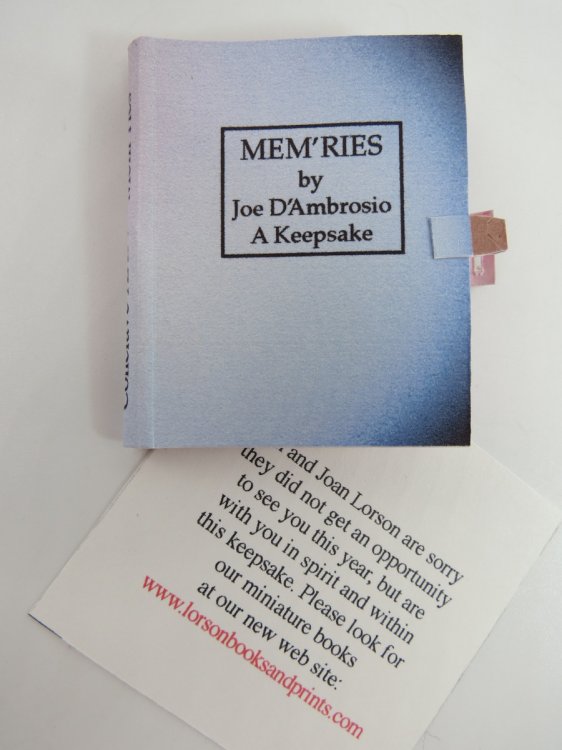 MEM'RIES
by
Joe D'Ambrosio
A Keepsake
and Joan Lorson are sorry
they did not get an opportunity
to see you this year, but are
with you in spirit and within
this keepsake. Please look for
our miniature books
at our new web site:
www.lorsonbooksandprints.com